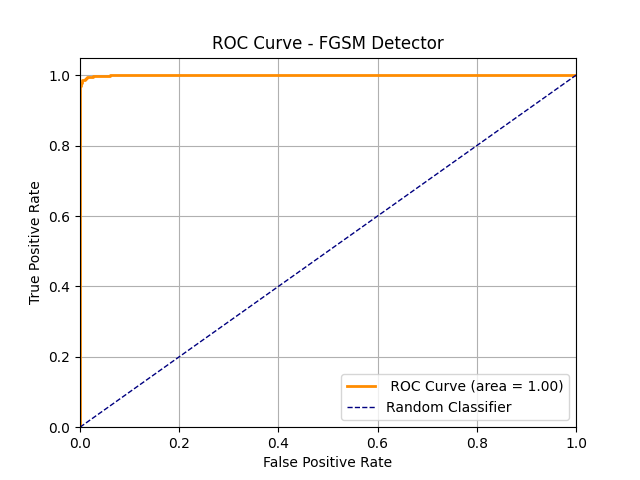 ROC Curve - FGSM Detector
True Positive Rate
1.0
0.8
0.6
0.4
0.2
0.0
ROC Curve (area = 1.00)
Random Classifier
0.0 0.2 0.4 0.6 0.8 1.0
False Positive Rate